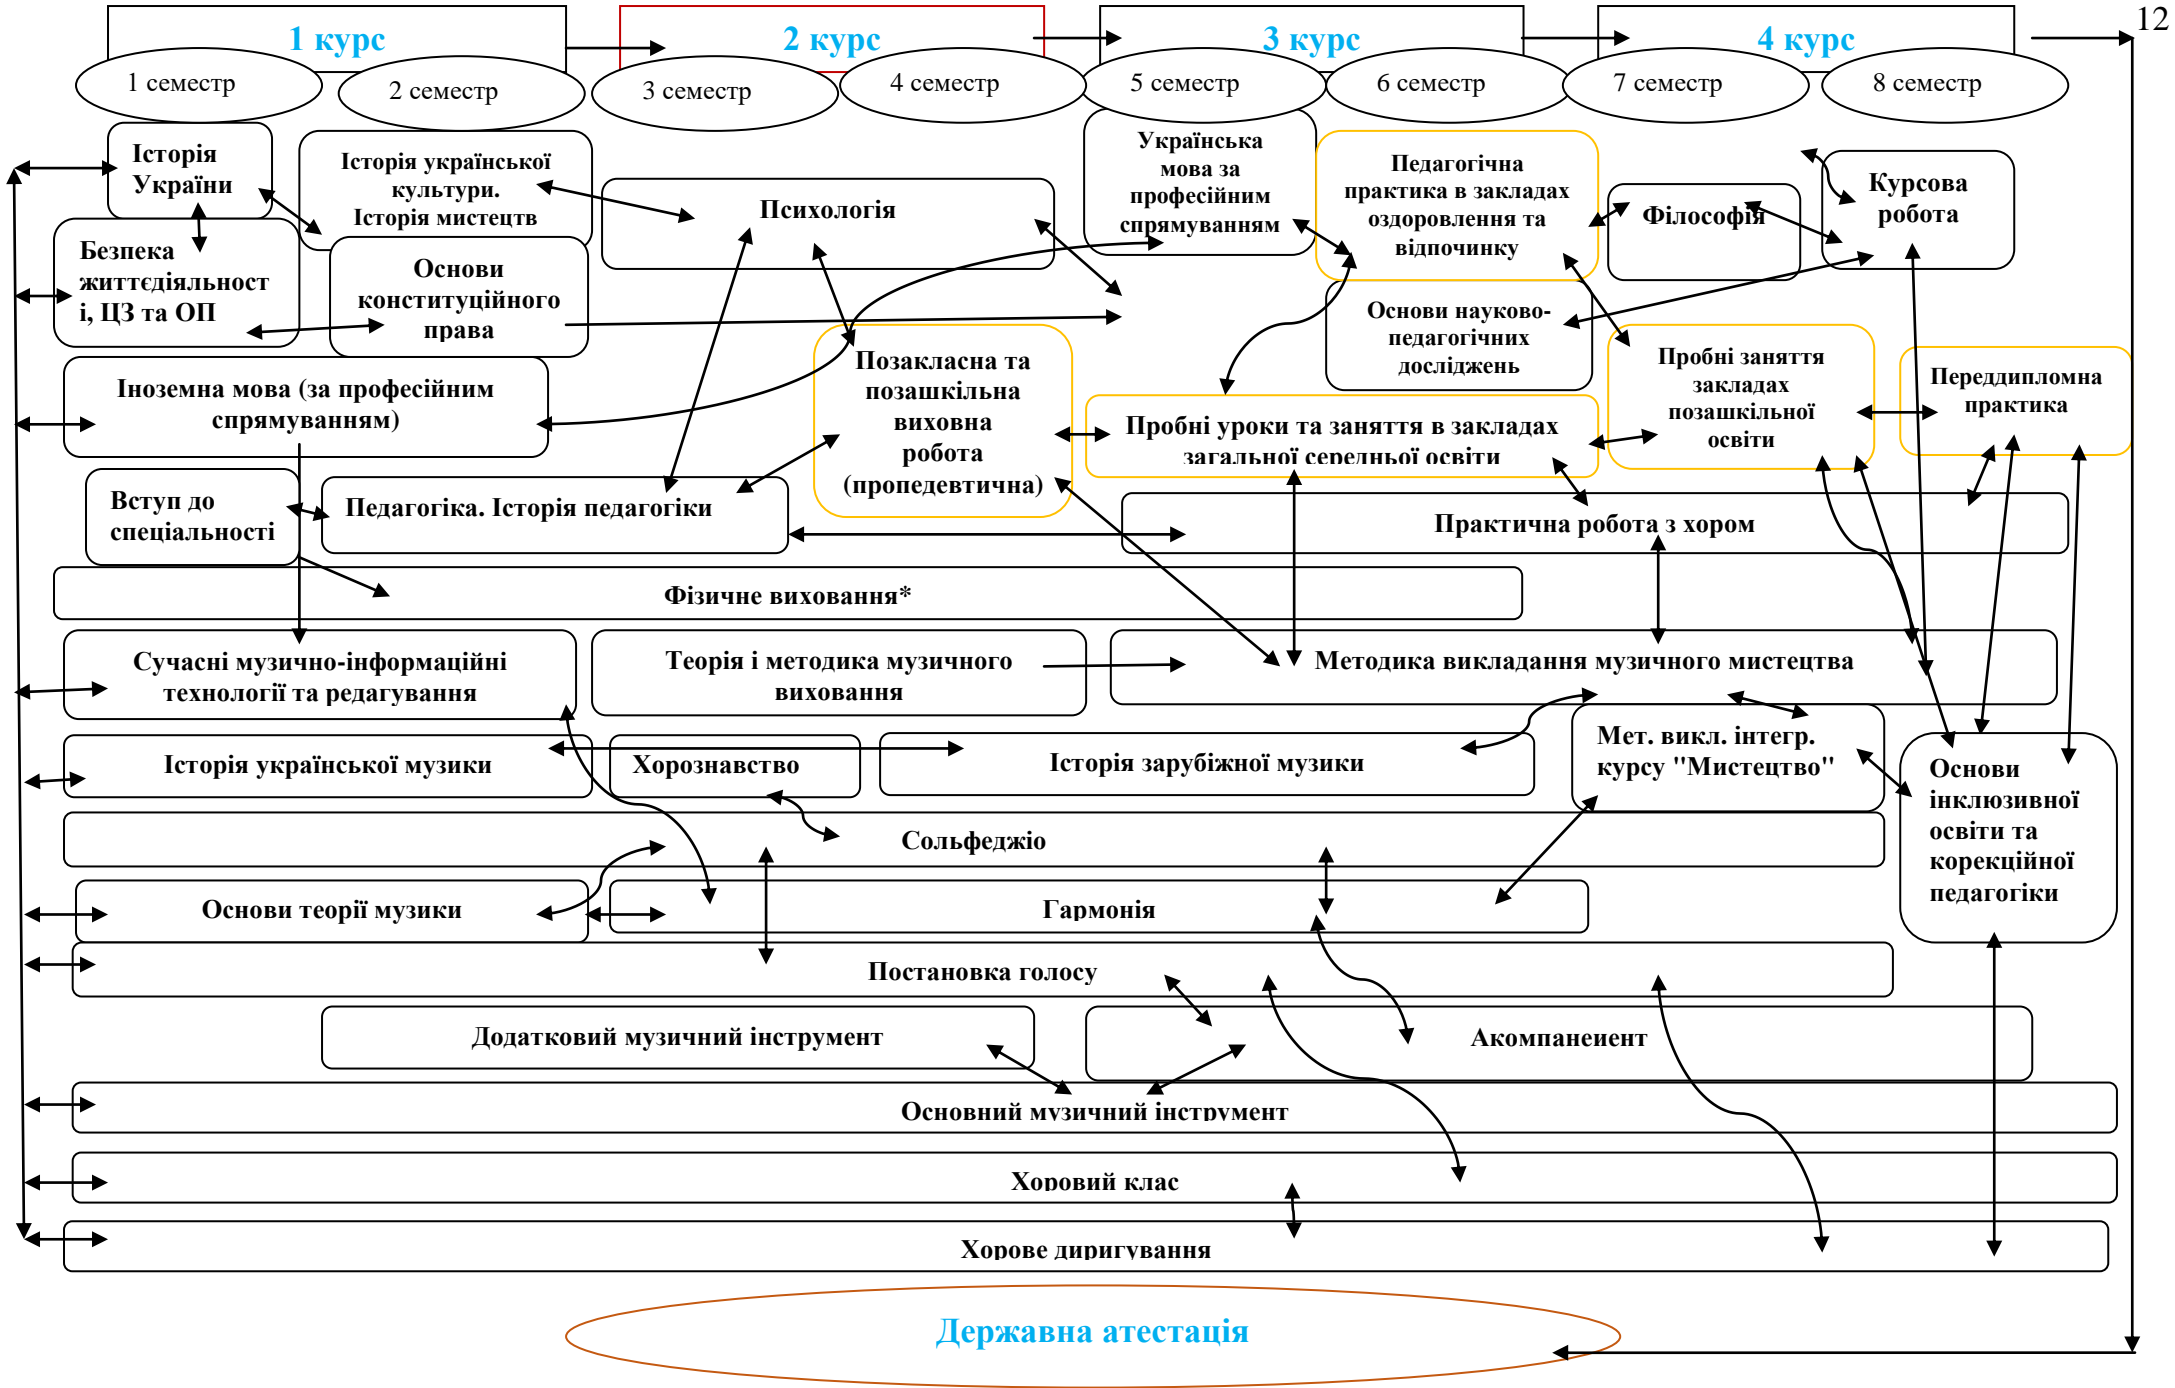 12
1 курс
2 курс
3 курс
4 курс
1 семестр
2 семестр
3 семестр
4 семестр
5 семестр
6 семестр
7 семестр
8 семестр
Історія
України
Історія української
культури.
Історія мистецтв
Психологія
Українська
мова за
професійним
спрямуванням
Педагогічна
практика в закладах
оздоровлення та
відпочинку
Філософія
Курсова
робота
Безпека
життєдіяльност
і, ЦЗ та ОП
Основи
конституційного
права
Основи науково-
педагогічних
досліджень
Іноземна мова (за професійним
спрямуванням)
Позакласна та
позашкільна
виховна
робота
(пропедевтична)
Пробні уроки та заняття в закладах
загальної середньої освіти
Пробні заняття
закладах
позашкільної
освіти
Переддипломна
практика
Вступ до
спеціальності
Педагогіка. Історія педагогіки
Практична робота з хором
Фізичне виховання*
Сучасні музично-інформаційні
технології та редагування
Теорія і методика музичного
виховання
Методика викладання музичного мистецтва
Історія української музики
Хорознавство
Історія зарубіжної музики
Мет. викл. інтегр.
курсу "Мистецтво"
Основи
інклюзивної
освіти та
корекційної
педагогіки
Сольфеджіо
Основи теорії музики
Гармонія
Постановка голосу
Додатковий музичний інструмент
Акомпанеиент
Основний музичний інструмент
Хоровий клас
Хорове диригування
Державна атестація